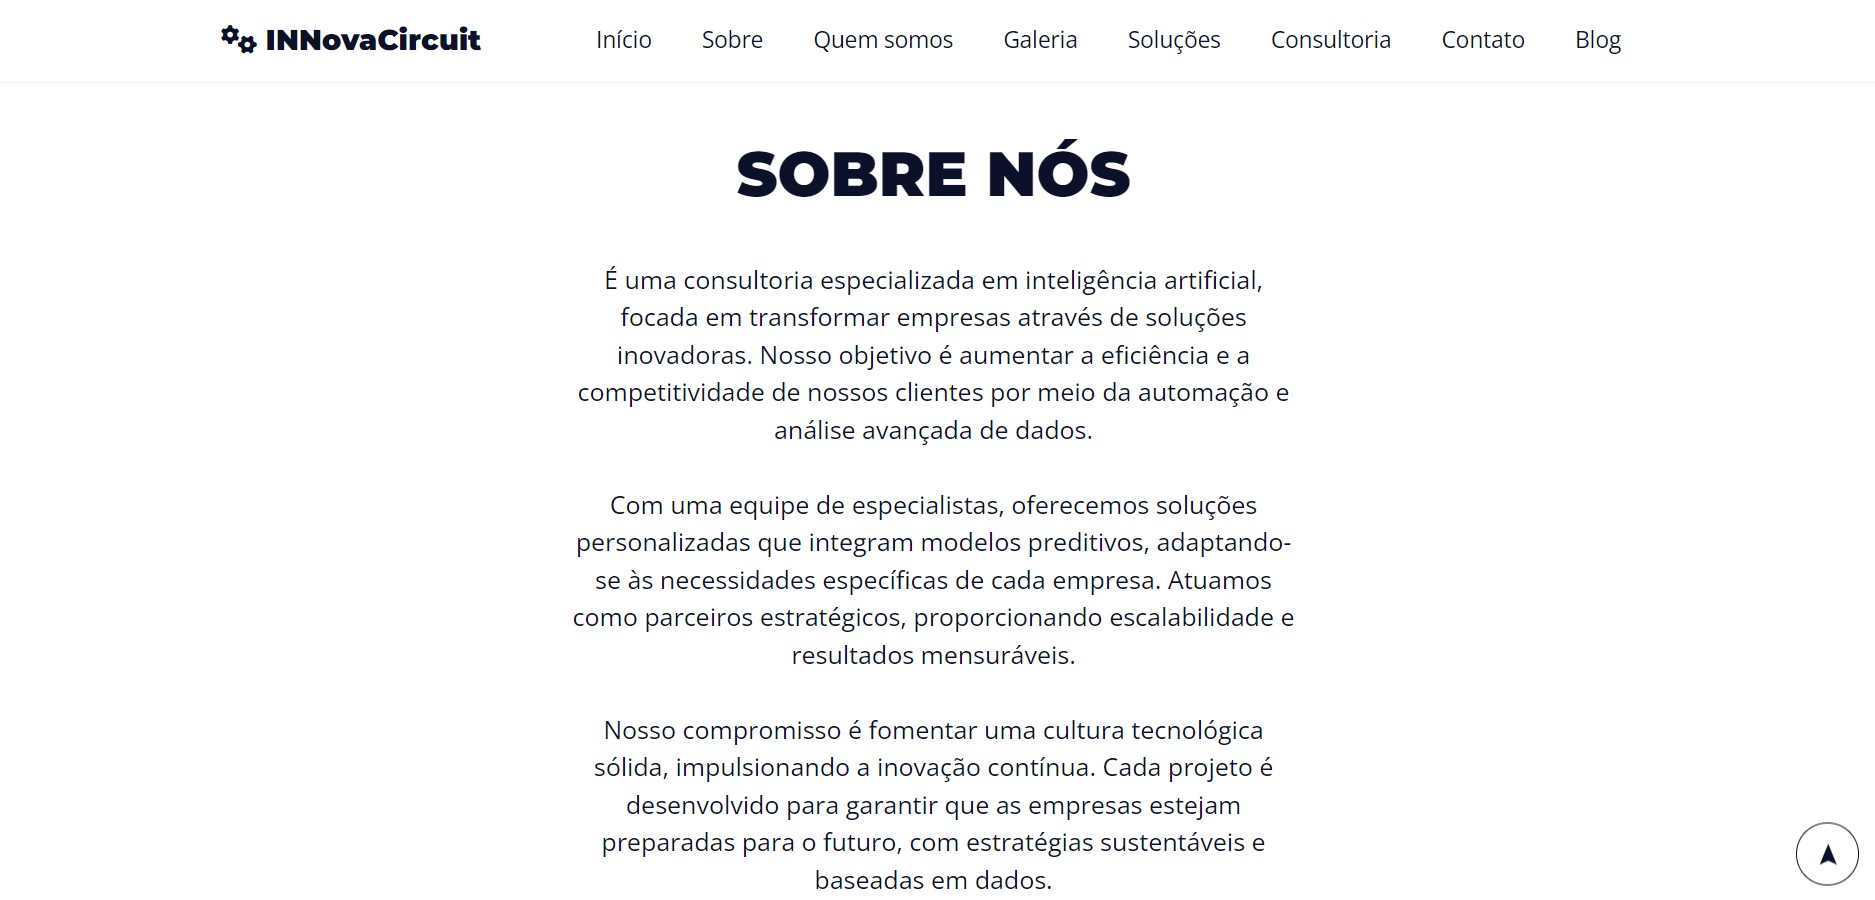 INNovaCircuit Início Sobre Quem somos Galeria Soluções Consultoria Contato Blog
SOBRE NÓS
É uma consultoria especializada em inteligência artificial,
focada em transformar empresas através de soluções
inovadoras. Nosso objetivo é aumentar a eficiência e a
competitividade de nossos clientes por meio da automação e
análise avançada de dados.
Com uma equipe de especialistas, oferecemos soluções
personalizadas que integram modelos preditivos, adaptando-
se às necessidades específicas de cada empresa. Atuamos
como parceiros estratégicos, proporcionando escalabilidade e
resultados mensuráveis.
Nosso compromisso é fomentar uma cultura tecnológica
sólida, impulsionando a inovação contínua. Cada projeto é
desenvolvido para garantir que as empresas estejam
preparadas para o futuro, com estratégias sustentáveis e
baseadas em dados.